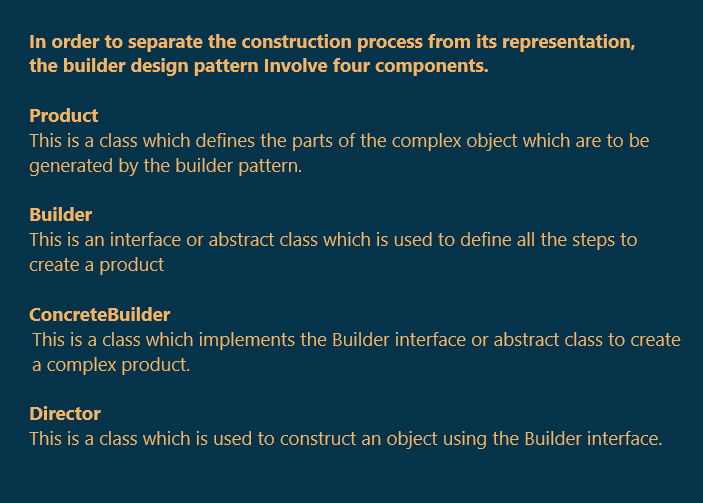 In order to separate the construction process from its representation,
the builder design pattern Involve four components.
Product
This is a class which defines the parts of the complex object which are to be
generated by the builder pattern.
Builder
This is an interface or abstract class which is used to define all the steps to
create a product
ConcreteBuilder
This is a class which implements the Builder interface or abstract class to create
a complex product.
Director
This is a class which is used to construct an object using the Builder interface.